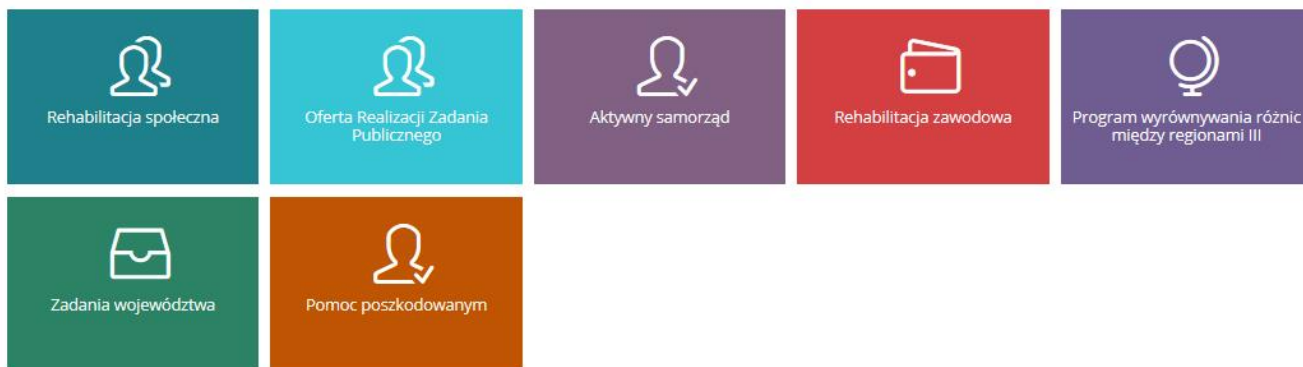 Rehabilitacja społeczna
Oferta Realizacji Zadania
Publicznego
Aktywny samorząd
Rehabilitacja zawodowa
Program wyrównywania różnic
między regionami III
Zadania województwa
Pomoc poszkodowanym